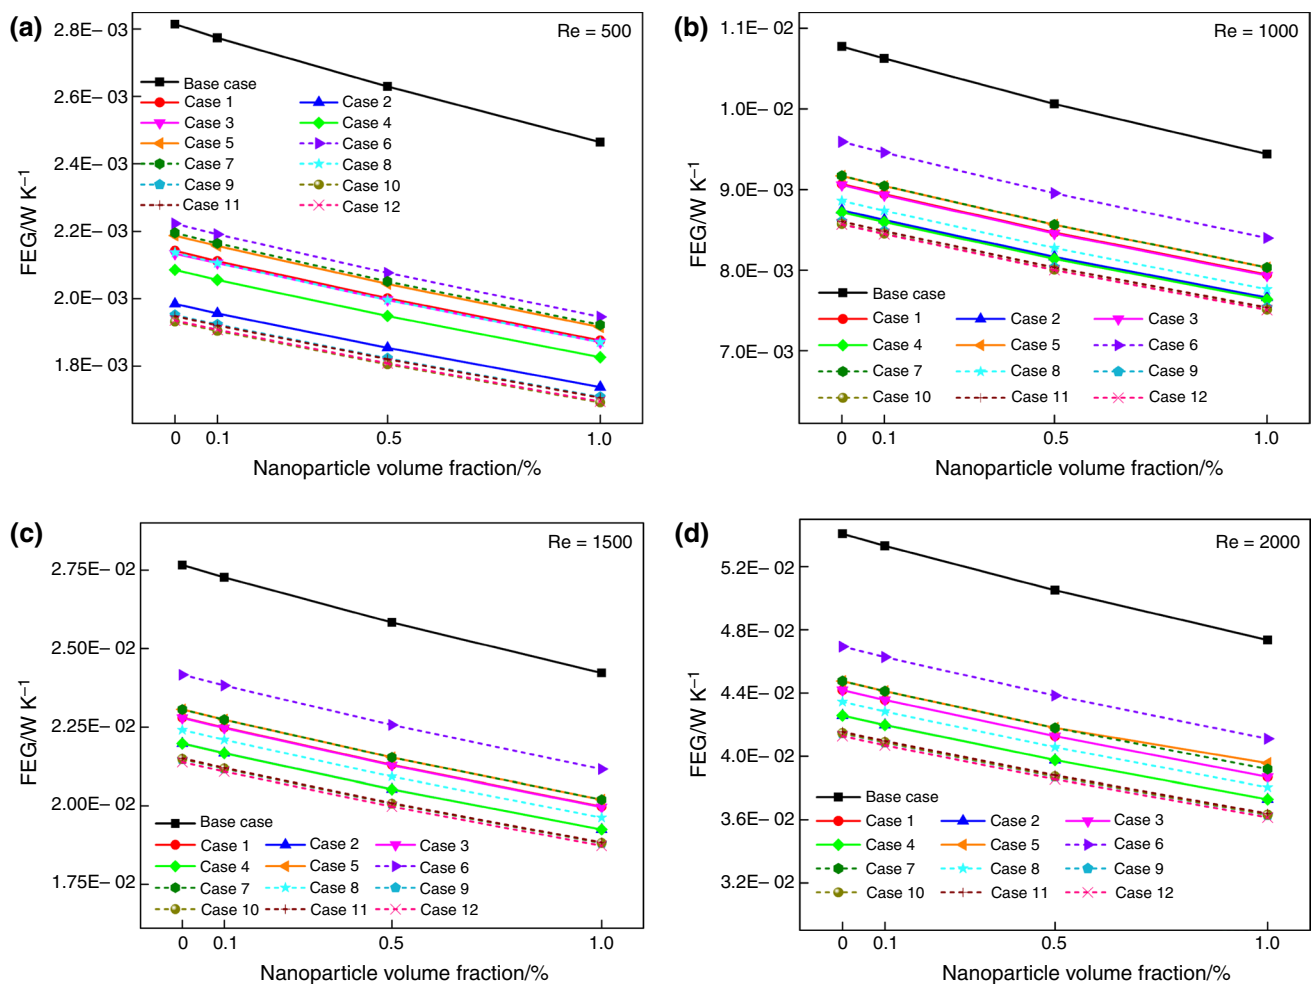 (a)
Re = 500
2.8E– 03
2.6E– 03
2.4E– 03
2.2E– 03
2.0E– 03
1.8E– 03
FEG/W K–1
Base case
Case 1 Case 2
Case 3 Case 4
Case 5 Case 6
Case 7 Case 8
Case 9 Case 10
Case 11 Case 12
0 0.1 0.5 1.0
Nanoparticle volume fraction/%
(b)
Re = 1000
1.1E– 02
1.0E– 02
9.0E– 03
8.0E– 03
7.0E– 03
FEG/W K–1
Base case
Case 1 Case 2 Case 3
Case 4 Case 5 Case 6
Case 7 Case 8 Case 9
Case 10 Case 11 Case 12
0 0.1 0.5 1.0
Nanoparticle volume fraction/%
(c)
Re = 1500
2.75E– 02
2.50E– 02
2.25E– 02
2.00E– 02
1.75E– 02
FEG/W K–1
Base case
Case 1 Case 2 Case 3
Case 4 Case 5 Case 6
Case 7 Case 8 Case 9
Case 10 Case 11 Case 12
0 0.1 0.5 1.0
Nanoparticle volume fraction/%
(d)
Re = 2000
5.2E– 02
4.8E– 02
4.4E– 02
4.0E– 02
3.6E– 02
3.2E– 02
FEG/W K–1
Base case
Case 1 Case 2 Case 3
Case 4 Case 5 Case 6
Case 7 Case 8 Case 9
Case 10 Case 11 Case 12
0 0.1 0.5 1.0
Nanoparticle volume fraction/%